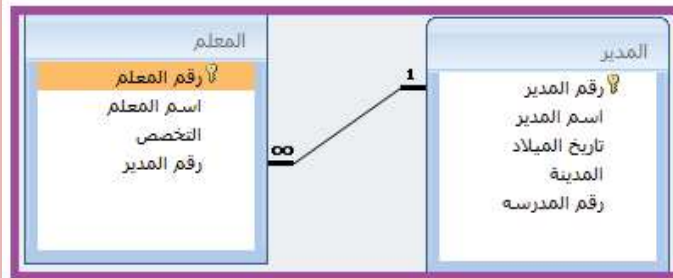 المدير
رقم المدير
اسم المدير
تاريخ الميلاد
المدينة
رقم المدرسه
1
∞
المعلم
رقم المعلم
اسم المعلم
التخصص
رقم المدير